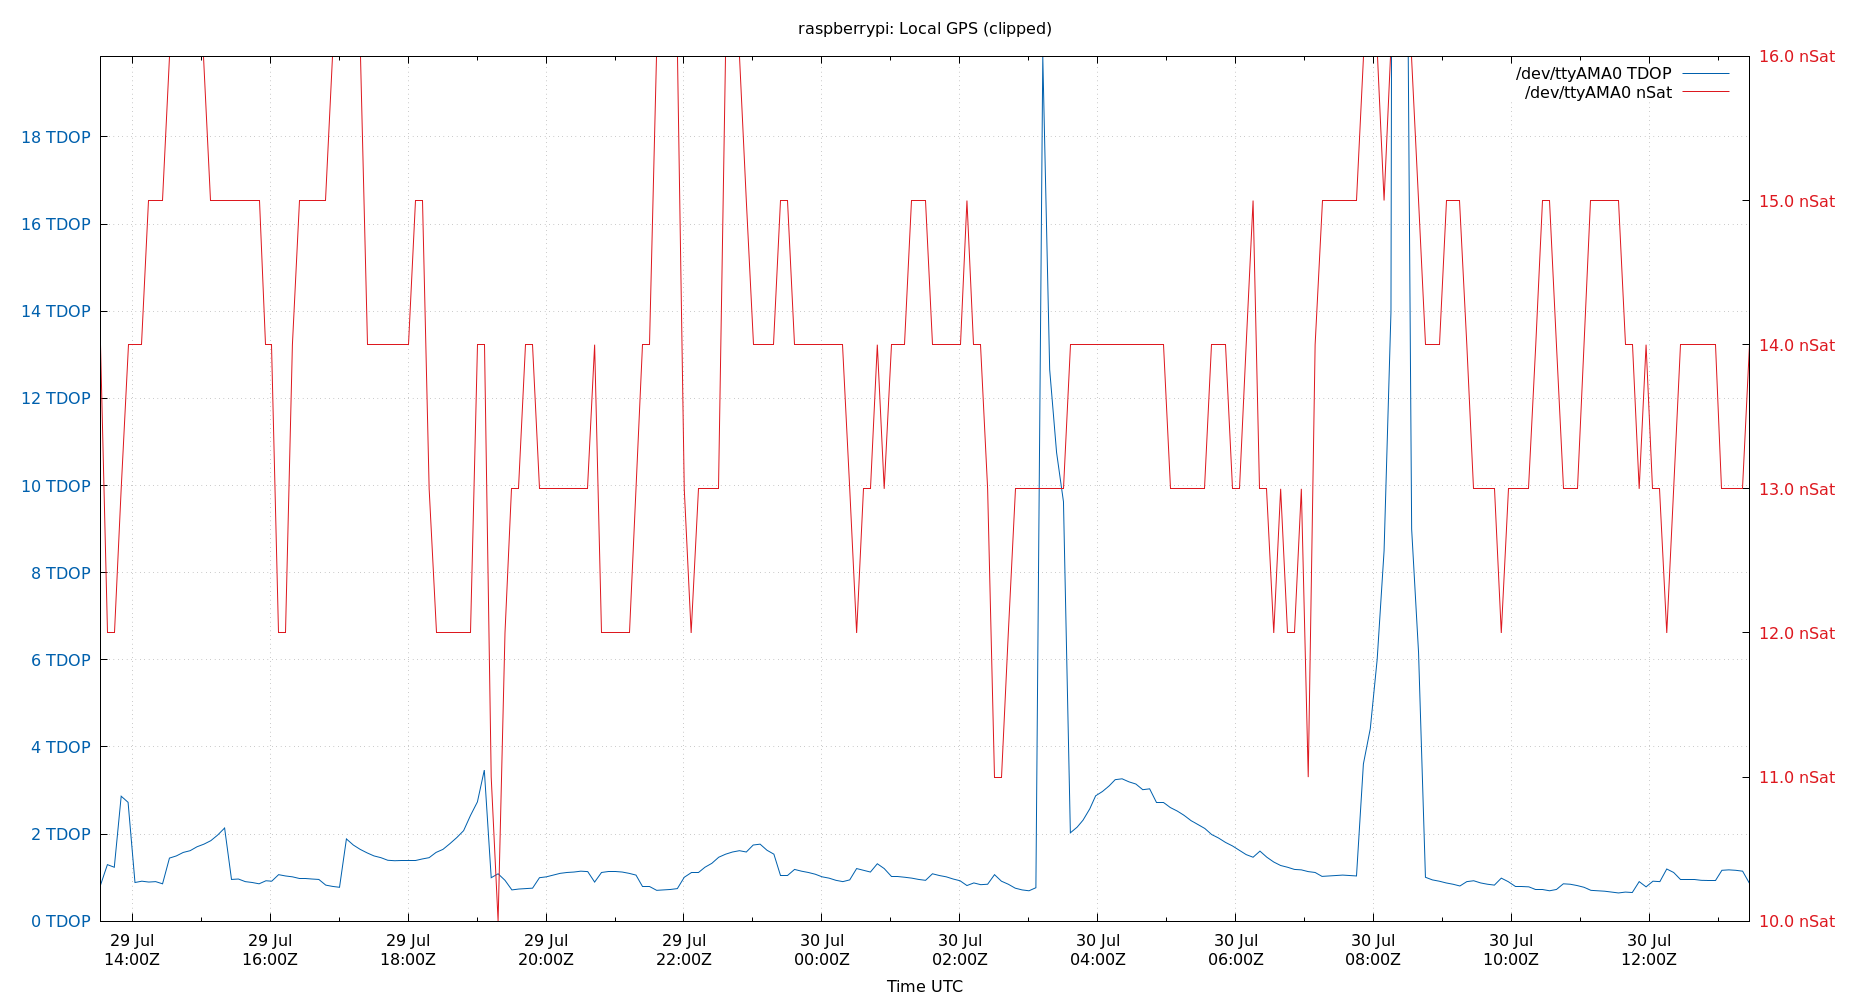 raspberrypi: Local GPS (clipped)
/dev/ttyAMA0 TDOP
/dev/ttyAMA0 nSat
18 TDOP
16 TDOP
14 TDOP
12 TDOP
10 TDOP
8 TDOP
6 TDOP
4 TDOP
2 TDOP
0 TDOP
16.0 nSat
15.0 nSat
14.0 nSat
13.0 nSat
12.0 nSat
11.0 nSat
10.0 nSat
29 Jul
14:00Z
29 Jul
16:00Z
29 Jul
18:00Z
29 Jul
20:00Z
29 Jul
22:00Z
30 Jul
00:00Z
30 Jul
02:00Z
30 Jul
04:00Z
30 Jul
06:00Z
30 Jul
08:00Z
30 Jul
10:00Z
30 Jul
12:00Z
Time UTC